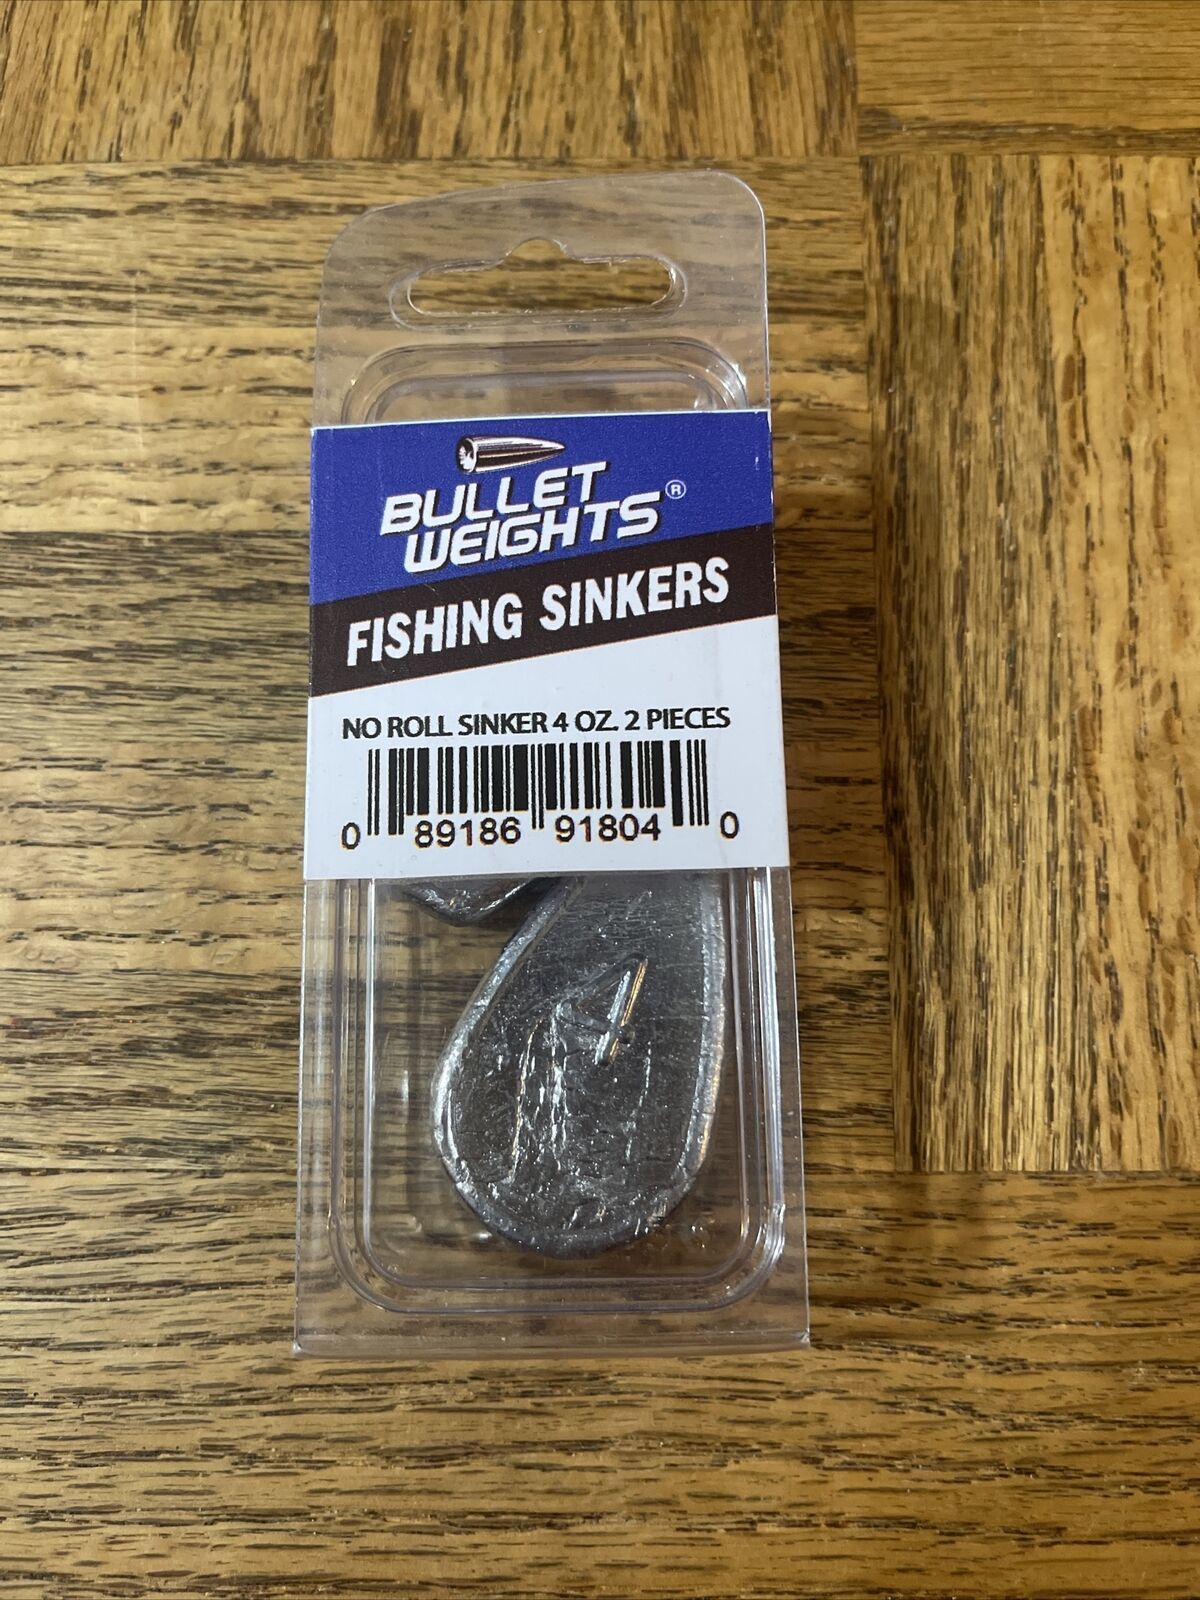 BULLET
WEIGHTS®
FISHING SINKERS
NO ROLL SINKER 4 OZ. 2 PIECES
0 89186 91804 0
4